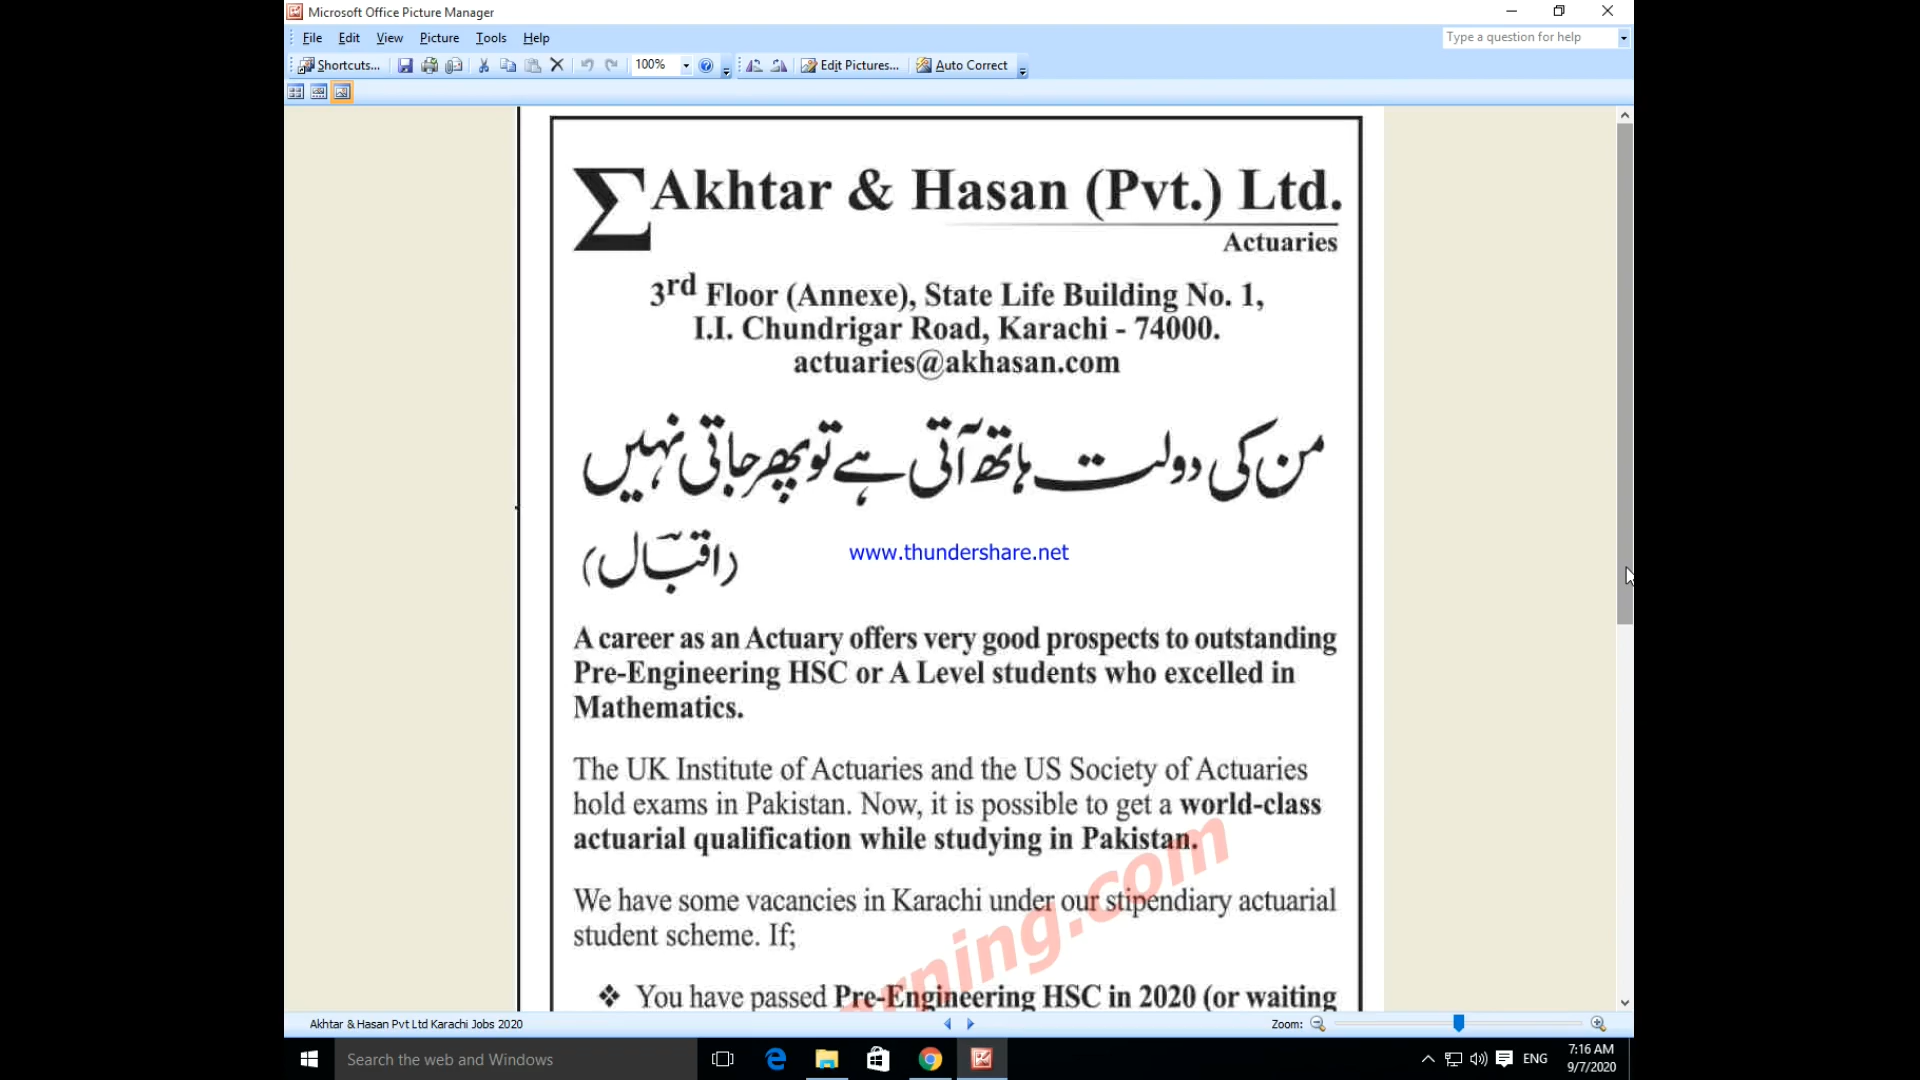 Microsoft Office Picture Manager
File Edit View Picture Tools Help
Type a question for help
Shortcuts... 100% Edit Pictures... Auto Correct
Σ Akhtar & Hasan (Pvt.) Ltd.
Actuaries
3rd Floor (Annexe), State Life Building No. 1,
I.I. Chundrigar Road, Karachi - 74000.
actuaries@akhasan.com
من کی دولت ہاتھ آتی ہے تو پھر جاتی نہیں
(اقبال)
www.thundershare.net
A career as an Actuary offers very good prospects to outstanding
Pre-Engineering HSC or A Level students who excelled in
Mathematics.
The UK Institute of Actuaries and the US Society of Actuaries
hold exams in Pakistan. Now, it is possible to get a world-class
actuarial qualification while studying in Pakistan.
We have some vacancies in Karachi under our stipendiary actuarial
student scheme. If;
❖ You have passed Pre-Engineering HSC in 2020 (or waiting
Akhtar & Hasan Pvt Ltd Karachi Jobs 2020
Zoom:
Search the web and Windows
ENG
7:16 AM
9/7/2020